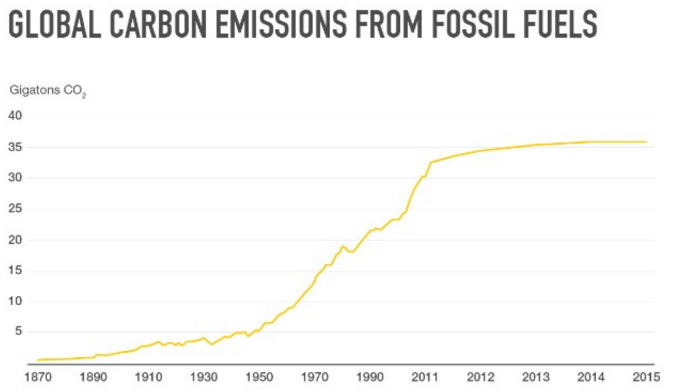 GLOBAL CARBON EMISSIONS FROM FOSSIL FUELS
Gigatons CO₂
40
35
30
25
20
15
10
5
1870 1890 1910 1930 1950 1970 1990 2011 2012 2013 2014 2015